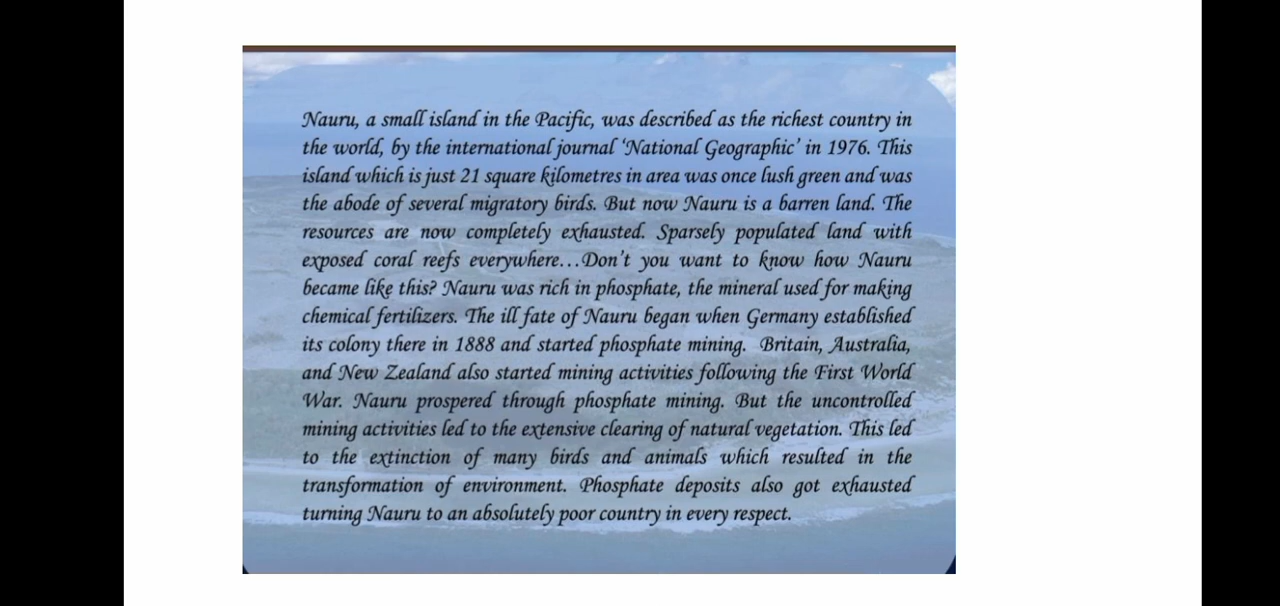 Nauru, a small island in the Pacific, was described as the richest country in
the world, by the international journal ‘National Geographic’ in 1976. This
island which is just 21 square kilometres in area was once lush green and was
the abode of several migratory birds. But now Nauru is a barren land. The
resources are now completely exhausted. Sparsely populated land with
exposed coral reefs everywhere...Don’t you want to know how Nauru
became like this? Nauru was rich in phosphate, the mineral used for making
chemical fertilizers. The ill fate of Nauru began when Germany established
its colony there in 1888 and started phosphate mining. Britain, Australia,
and New Zealand also started mining activities following the First World
War. Nauru prospered through phosphate mining. But the uncontrolled
mining activities led to the extensive clearing of natural vegetation. This led
to the extinction of many birds and animals which resulted in the
transformation of environment. Phosphate deposits also got exhausted
turning Nauru to an absolutely poor country in every respect.